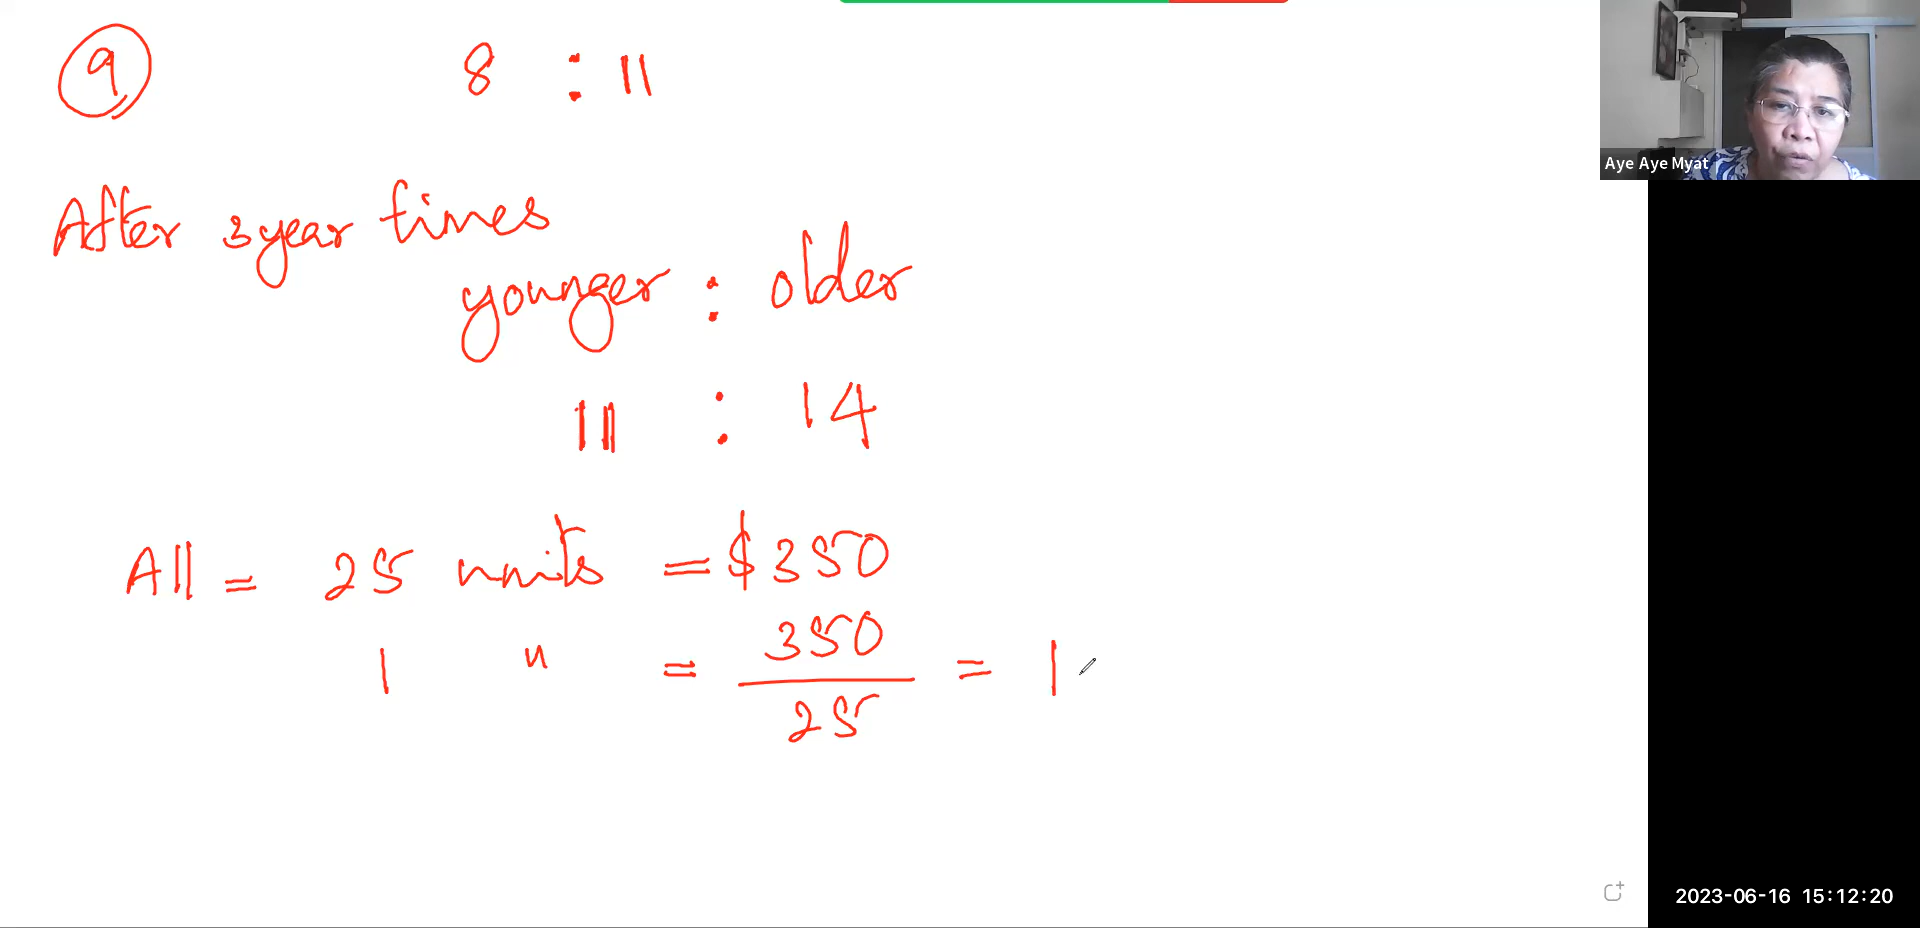 9 8 : 11
After 3 year times
younger : older
11 : 14
All = 25 units = $350
1 " = 350/25 = 1
Aye Aye Myat
2023-06-16 15:12:20